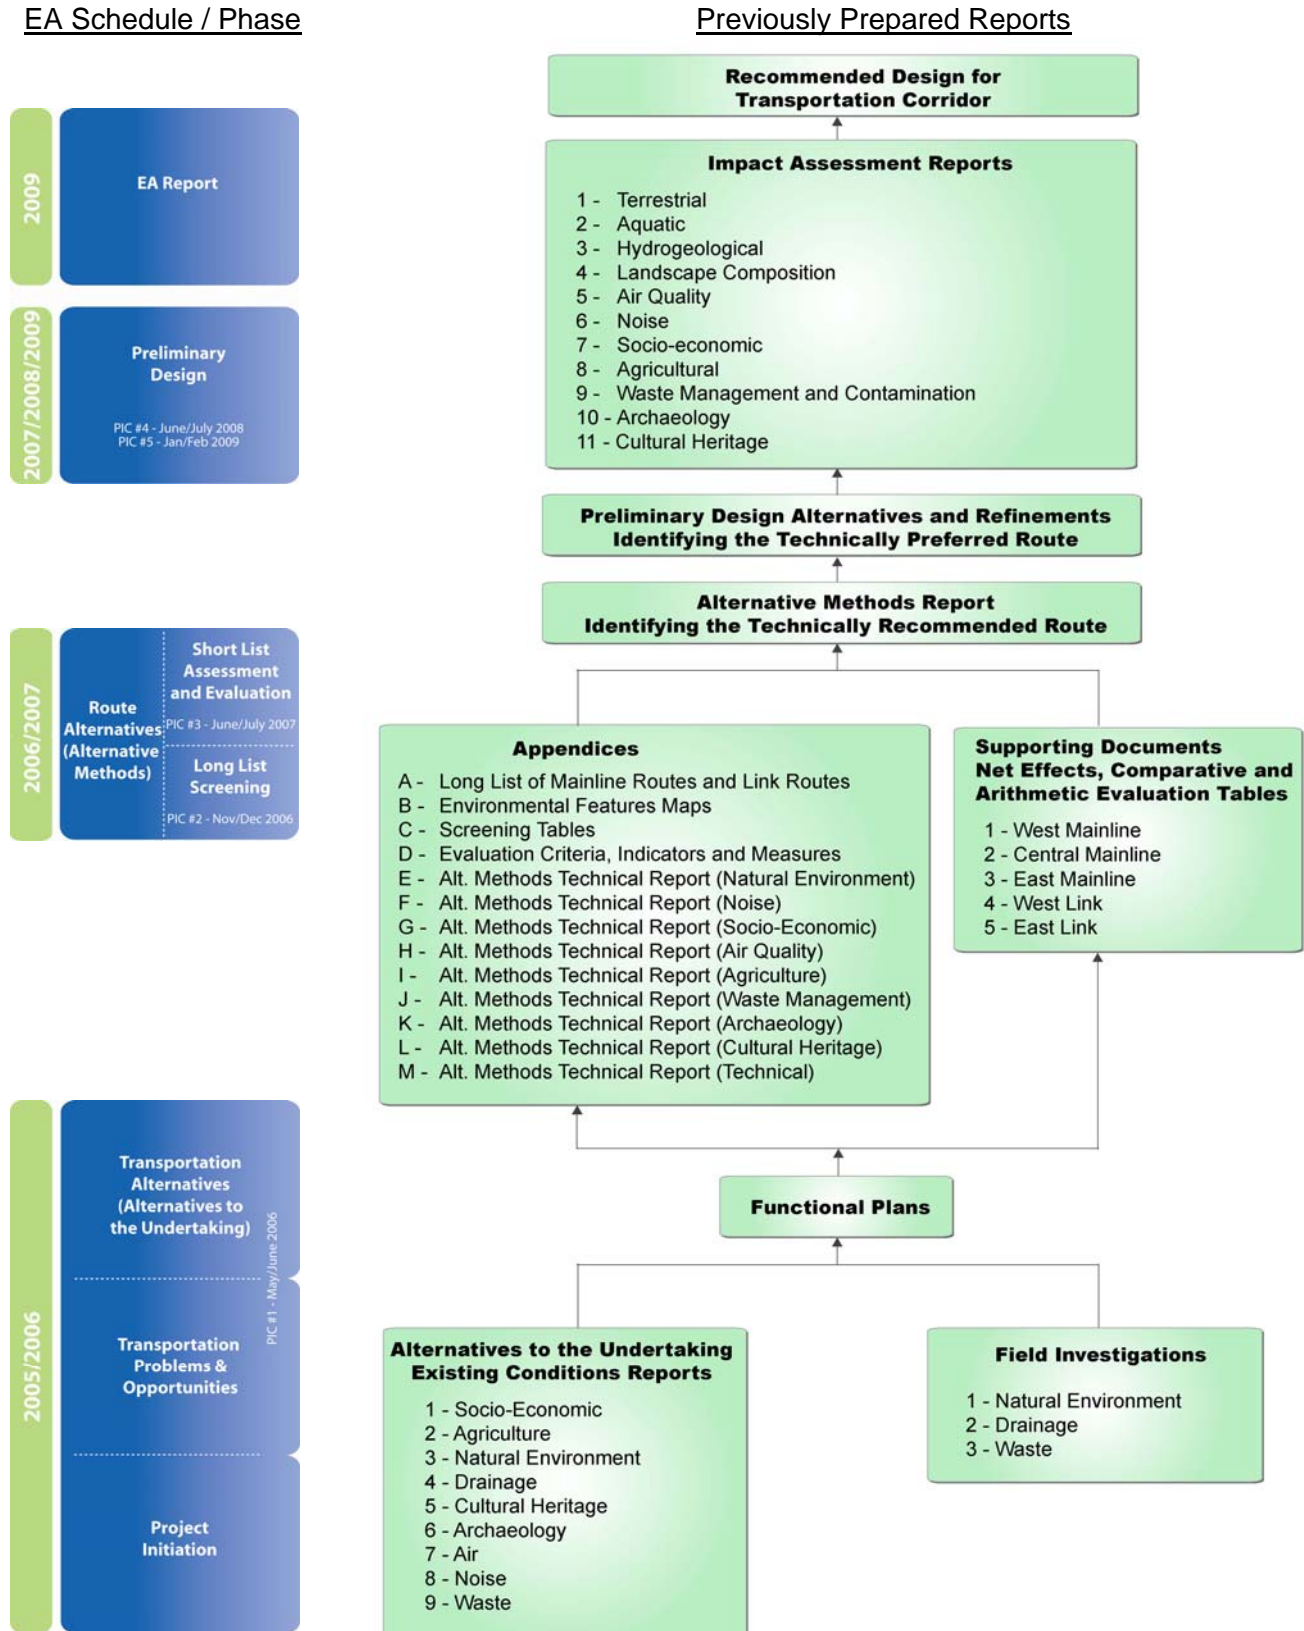 EA Schedule / Phase
Previously Prepared Reports
2009
EA Report
2007/2008/2009
Preliminary
Design
PIC #4 - June/July 2008
PIC #5 - Jan/Feb 2009
2006/2007
Route
Alternatives
(Alternative
Methods)
Short List
Assessment
and Evaluation
PIC #3 - June/July 2007
Long List
Screening
PIC #2 - Nov/Dec 2006
2005/2006
Transportation
Alternatives
(Alternatives to
the Undertaking)
PIC #1 - May/June 2006
Transportation
Problems &
Opportunities
Project
Initiation
Recommended Design for
Transportation Corridor
Impact Assessment Reports
1 - Terrestrial
2 - Aquatic
3 - Hydrogeological
4 - Landscape Composition
5 - Air Quality
6 - Noise
7 - Socio-economic
8 - Agricultural
9 - Waste Management and Contamination
10 - Archaeology
11 - Cultural Heritage
Preliminary Design Alternatives and Refinements
Identifying the Technically Preferred Route
Alternative Methods Report
Identifying the Technically Recommended Route
Appendices
A - Long List of Mainline Routes and Link Routes
B - Environmental Features Maps
C - Screening Tables
D - Evaluation Criteria, Indicators and Measures
E - Alt. Methods Technical Report (Natural Environment)
F - Alt. Methods Technical Report (Noise)
G - Alt. Methods Technical Report (Socio-Economic)
H - Alt. Methods Technical Report (Air Quality)
I - Alt. Methods Technical Report (Agriculture)
J - Alt. Methods Technical Report (Waste Management)
K - Alt. Methods Technical Report (Archaeology)
L - Alt. Methods Technical Report (Cultural Heritage)
M - Alt. Methods Technical Report (Technical)
Supporting Documents
Net Effects, Comparative and
Arithmetic Evaluation Tables
1 - West Mainline
2 - Central Mainline
3 - East Mainline
4 - West Link
5 - East Link
Functional Plans
Alternatives to the Undertaking
Existing Conditions Reports
1 - Socio-Economic
2 - Agriculture
3 - Natural Environment
4 - Drainage
5 - Cultural Heritage
6 - Archaeology
7 - Air
8 - Noise
9 - Waste
Field Investigations
1 - Natural Environment
2 - Drainage
3 - Waste